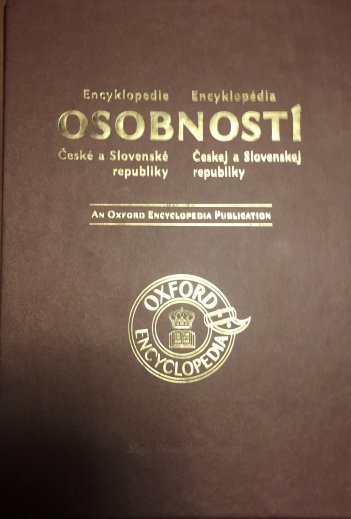 Encyklopedie Encyklopédia
OSOBNOSTÍ
České a Slovenské Českej a Slovenskej
republiky republiky
AN OXFORD ENCYCLOPEDIA PUBLICATION
OXFORD
ENCYCLOPEDIA